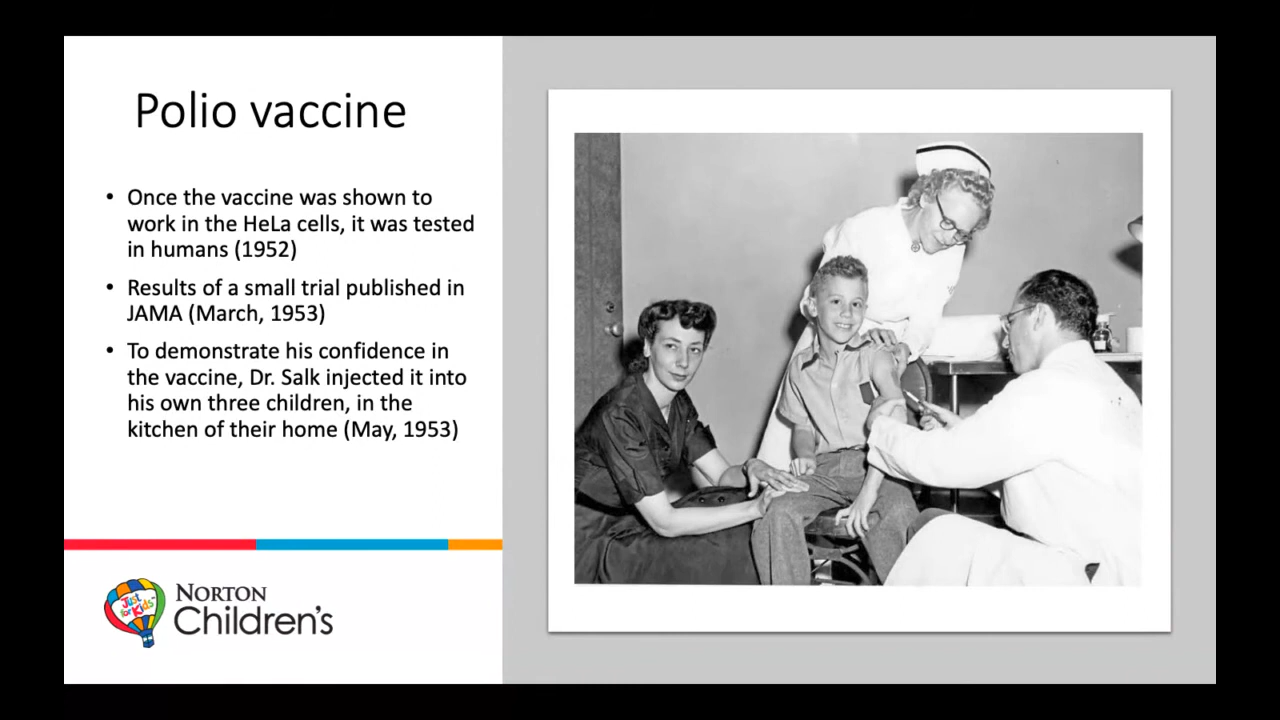 Polio vaccine
• Once the vaccine was shown to
work in the HeLa cells, it was tested
in humans (1952)
• Results of a small trial published in
JAMA (March, 1953)
• To demonstrate his confidence in
the vaccine, Dr. Salk injected it into
his own three children, in the
kitchen of their home (May, 1953)
Just
for Kids
NORTON
Children's